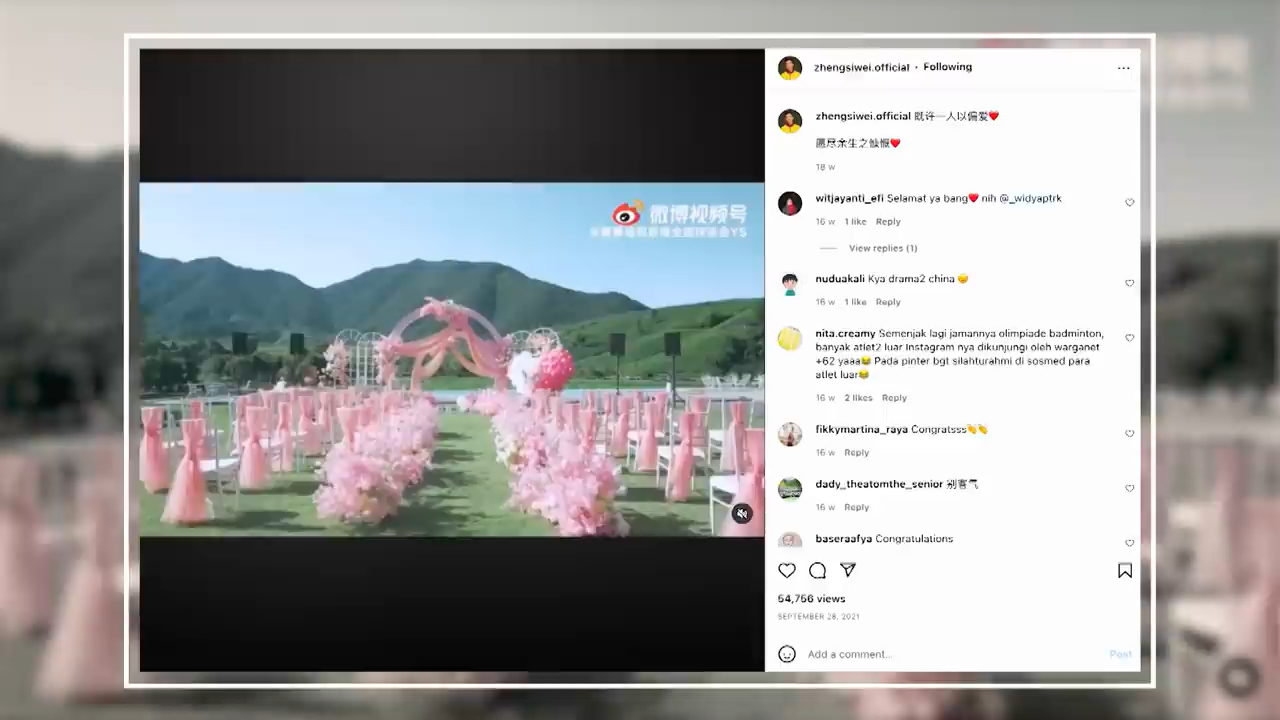 微博视频号
zhengsiwei.official • Following
zhengsiwei.official 既许一人以偏爱❤️
愿尽余生之慷慨❤️
18 w
witjayanti_efi Selamat ya bang❤️ nih @_widyaptrk
16 w 1 like Reply
View replies (1)
nuduakali Kya drama2 china
16 w 1 like Reply
nita.creamy Semenjak lagi jamannya olimpiade badminton,
banyak atlet2 luar Instagram nya dikunjungi oleh warganet
+62 yaaa😂 Pada pinter bgt silahturahmi di sosmed para
atlet luar😂
16 w 2 likes Reply
fikkymartina_raya Congratsss👏👏
16 w Reply
dady_theatomthe_senior 别客气
16 w Reply
baseraafya Congratulations
54,756 views
SEPTEMBER 28, 2021
Add a comment...
Post